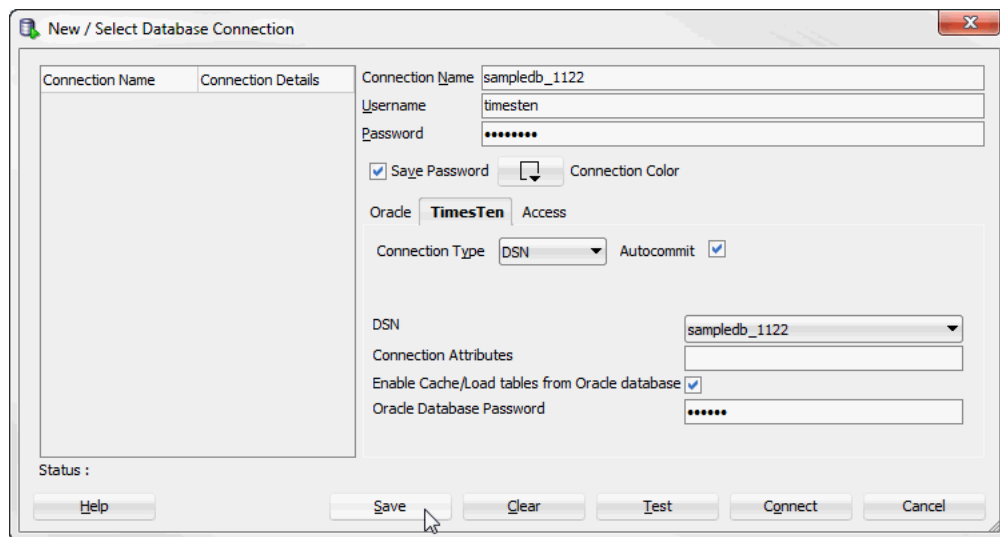 New / Select Database Connection
Connection Name Connection Details
Connection Name sampledb_1122
Username timesten
Password ••••••••
Save Password Connection Color
Oracle TimesTen Access
Connection Type DSN Autocommit
DSN sampledb_1122
Connection Attributes
Enable Cache/Load tables from Oracle database
Oracle Database Password ••••••
Status :
Help Save Clear Test Connect Cancel